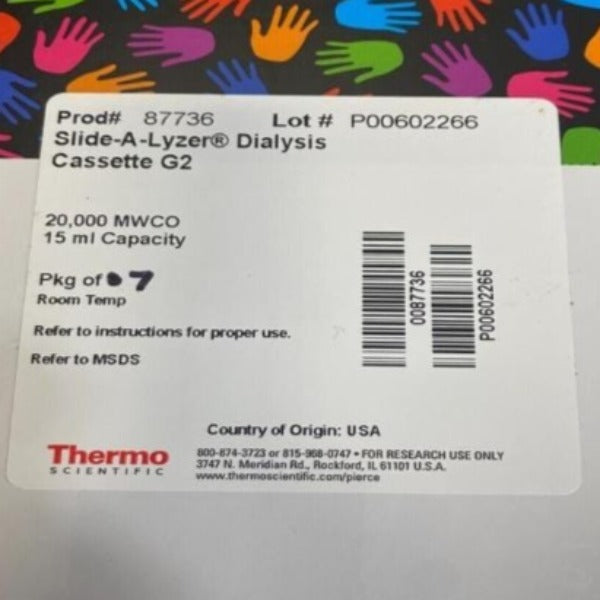 Prod# 87736 Lot # P00602266
Slide-A-Lyzer® Dialysis
Cassette G2
20,000 MWCO
15 ml Capacity
Pkg of 7
Room Temp
Refer to instructions for proper use.
Refer to MSDS
0087736
P00602266
Country of Origin: USA
Thermo
SCIENTIFIC
800-874-3723 or 815-968-0747 • FOR RESEARCH USE ONLY
3747 N. Meridian Rd., Rockford, IL 61101 U.S.A.
www.thermoscientific.com/pierce